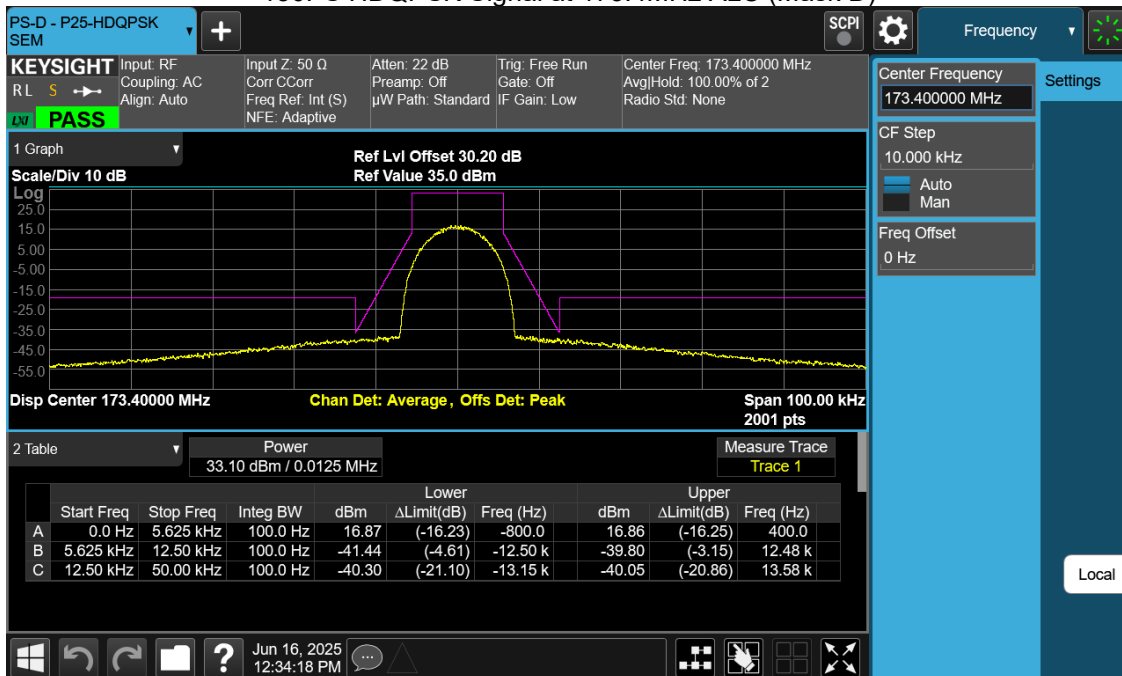 PS-D - P25-HDQPSK
SEM
SCPI
Frequency
KEYSIGHT
R L S
LXI PASS
Input: RF
Coupling: AC
Align: Auto
Input Z: 50 Ω
Corr CCorr
Freq Ref: Int (S)
NFE: Adaptive
Atten: 22 dB
Preamp: Off
µW Path: Standard
Trig: Free Run
Gate: Off
IF Gain: Low
Center Freq: 173.400000 MHz
Avg|Hold: 100.00% of 2
Radio Std: None
Center Frequency
173.400000 MHz
Settings
CF Step
10.000 kHz
Auto
Man
Freq Offset
0 Hz
1 Graph
Scale/Div 10 dB
Ref Lvl Offset 30.20 dB
Ref Value 35.0 dBm
Log
25.0
15.0
5.00
-5.00
-15.0
-25.0
-35.0
-45.0
-55.0
Disp Center 173.40000 MHz
Chan Det: Average , Offs Det: Peak
Span 100.00 kHz
2001 pts
2 Table
Power
33.10 dBm / 0.0125 MHz
Measure Trace
Trace 1
Lower Upper
Start Freq Stop Freq Integ BW dBm ΔLimit(dB) Freq (Hz) dBm ΔLimit(dB) Freq (Hz)
A 0.0 Hz 5.625 kHz 100.0 Hz 16.87 (-16.23) -800.0 16.86 (-16.25) 400.0
B 5.625 kHz 12.50 kHz 100.0 Hz -41.44 (-4.61) -12.50 k -39.80 (-3.15) 12.48 k
C 12.50 kHz 50.00 kHz 100.0 Hz -40.30 (-21.10) -13.15 k -40.05 (-20.86) 13.58 k
Local
?
Jun 16, 2025
12:34:18 PM